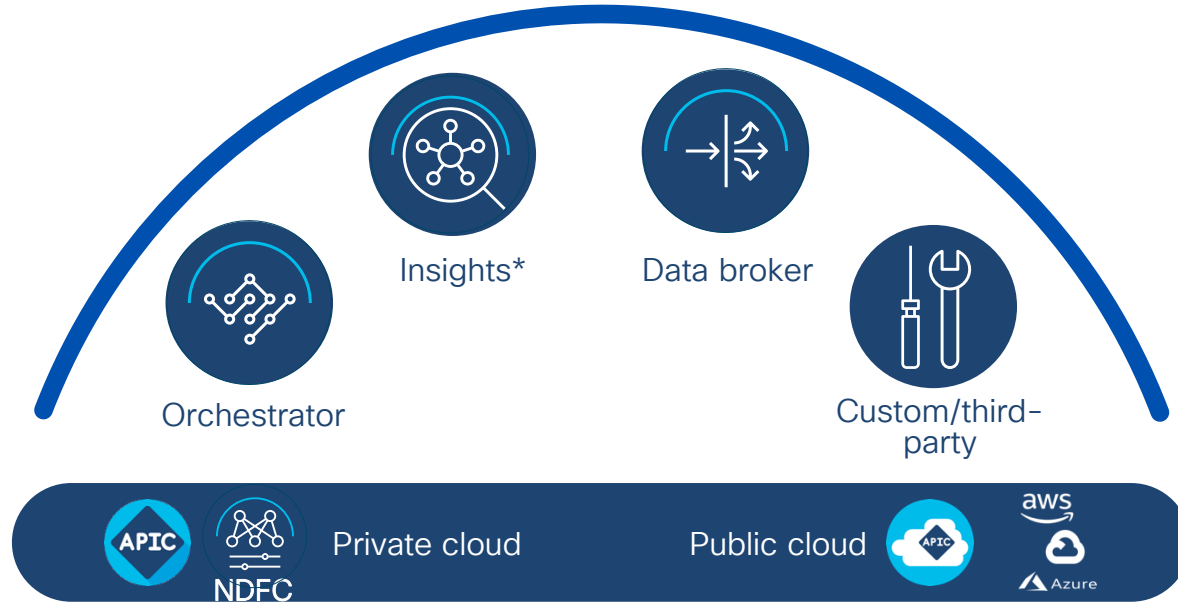 Insights*
Data broker
Orchestrator
Custom/third-
party
APIC
NDFC
Private cloud
Public cloud
APIC
aws
Azure